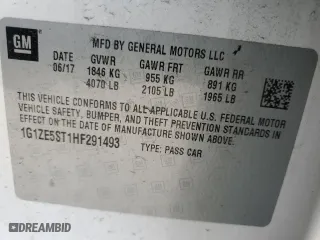 GM
MFD BY GENERAL MOTORS LLC
DATE GVWR GAWR FRT GAWR RR
06/17 1846 KG 955 KG 891 KG
4070 LB 2105 LB 1965 LB
THIS VEHICLE CONFORMS TO ALL APPLICABLE U.S. FEDERAL MOTOR
VEHICLE SAFETY, BUMPER, AND THEFT PREVENTION STANDARDS IN
EFFECT ON THE DATE OF MANUFACTURE SHOWN ABOVE.
1G1ZE5ST1HF291493 TYPE: PASS CAR
© DREAMBID.COM